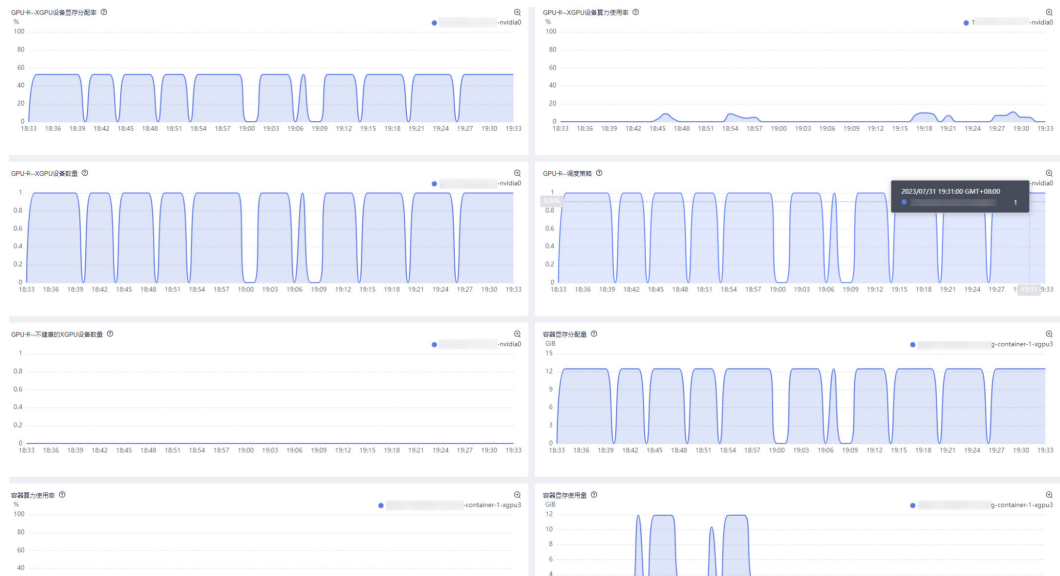 GPU卡--XGPU设备显存分配率
%
-nvidia0
100
80
60
40
20
0
18:33 18:36 18:39 18:42 18:45 18:48 18:51 18:54 18:57 19:00 19:03 19:06 19:09 19:12 19:15 19:18 19:21 19:24 19:27 19:30 19:33
GPU卡--XGPU设备算力使用率
%
1 -nvidia0
100
80
60
40
20
0
18:33 18:36 18:39 18:42 18:45 18:48 18:51 18:54 18:57 19:00 19:03 19:06 19:09 19:12 19:15 19:18 19:21 19:24 19:27 19:30 19:33
GPU卡--XGPU设备数量
-nvidia0
1
0.8
0.6
0.4
0.2
0
18:33 18:36 18:39 18:42 18:45 18:48 18:51 18:54 18:57 19:00 19:03 19:06 19:09 19:12 19:15 19:18 19:21 19:24 19:27 19:30 19:33
GPU卡--调度策略
-nvidia0
2023/07/31 19:31:00 GMT+08:00
1
1
0.8
0.6
0.4
0.2
0
18:33 18:36 18:39 18:42 18:45 18:48 18:51 18:54 18:57 19:00 19:03 19:06 19:09 19:12 19:15 19:18 19:21 19:24 19:27 19:31 9:33
GPU卡--不健康的XGPU设备数量
-nvidia0
1
0.8
0.6
0.4
0.2
0
18:33 18:36 18:39 18:42 18:45 18:48 18:51 18:54 18:57 19:00 19:03 19:06 19:09 19:12 19:15 19:18 19:21 19:24 19:27 19:30 19:33
容器显存分配量
GiB
g-container-1-xgpu3
15
12
9
6
3
0
18:33 18:36 18:39 18:42 18:45 18:48 18:51 18:54 18:57 19:00 19:03 19:06 19:09 19:12 19:15 19:18 19:21 19:24 19:27 19:30 19:33
容器算力使用率
%
-container-1-xgpu3
100
80
60
40
容器显存使用量
GiB
g-container-1-xgpu3
12
10
8
6
4